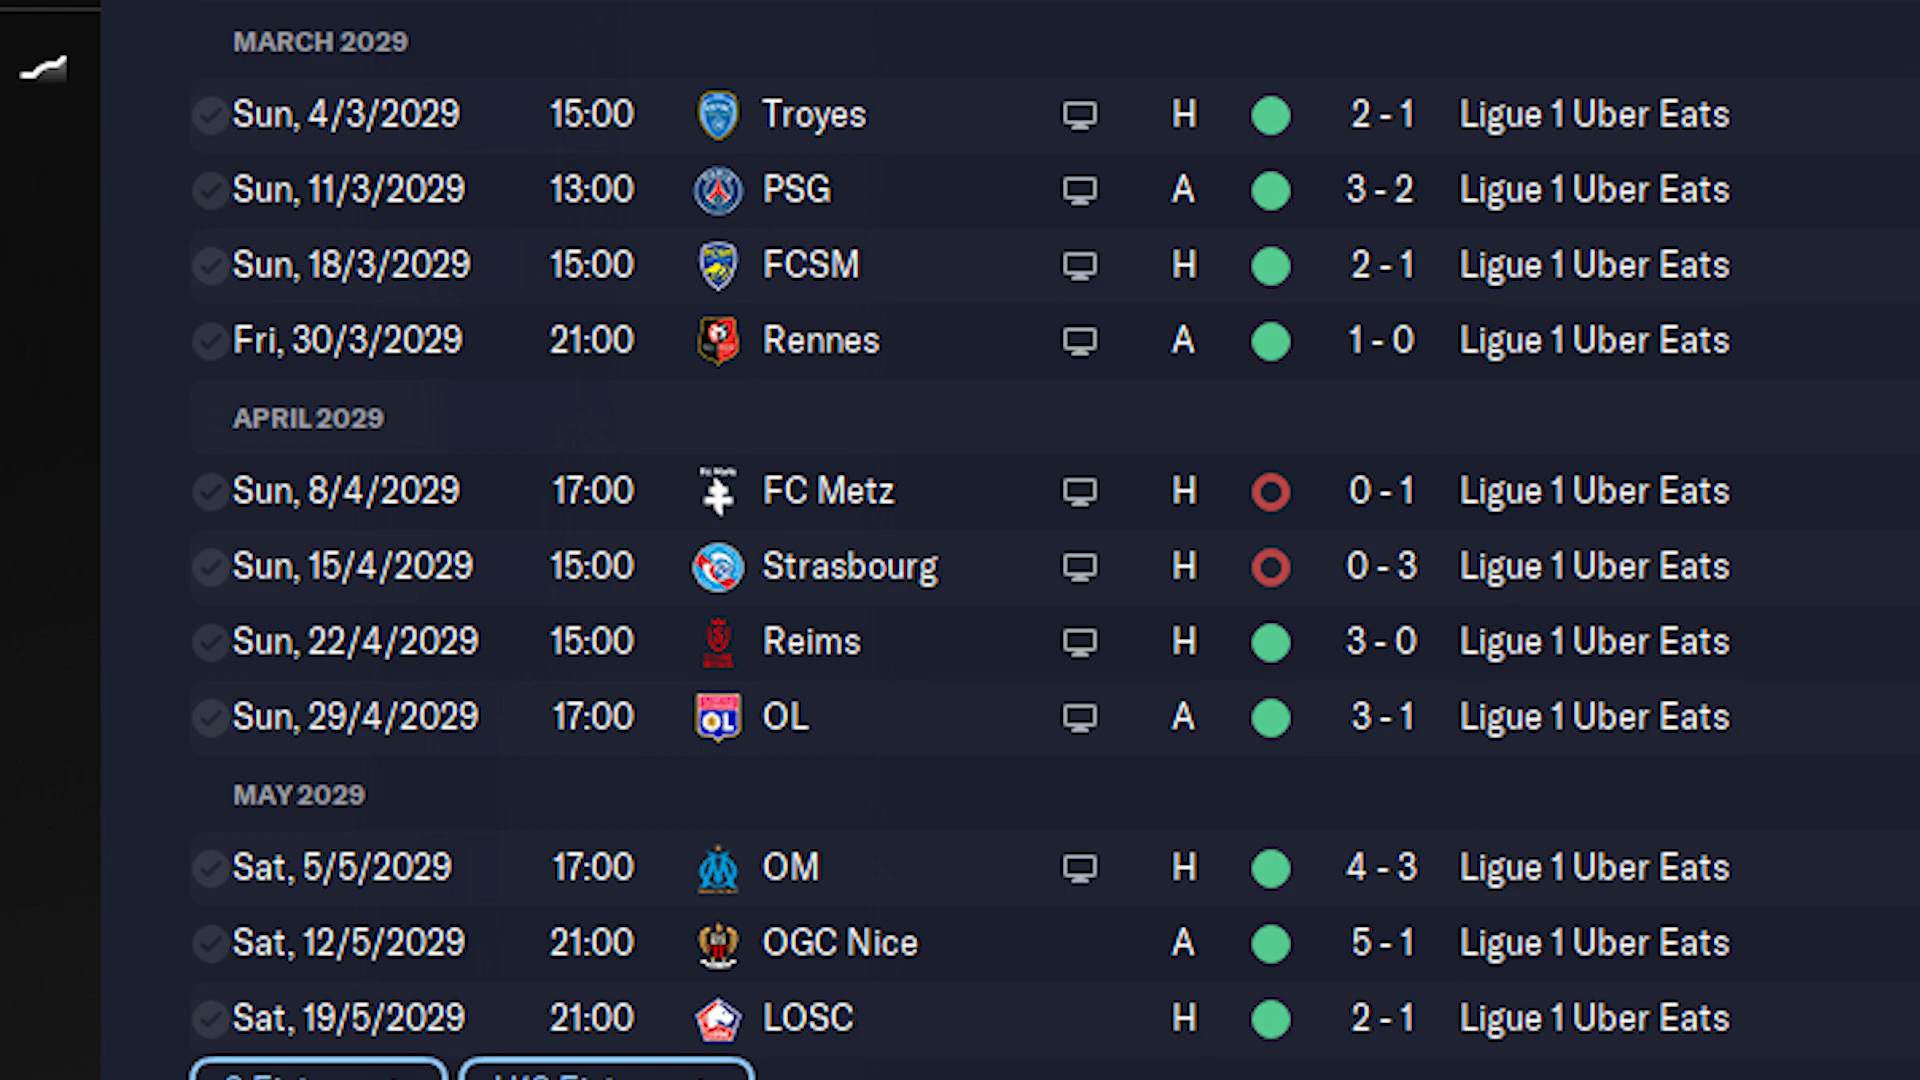 MARCH 2029
Sun, 4/3/2029 15:00 Troyes H 2 - 1 Ligue 1 Uber Eats
Sun, 11/3/2029 13:00 PSG A 3 - 2 Ligue 1 Uber Eats
Sun, 18/3/2029 15:00 FCSM H 2 - 1 Ligue 1 Uber Eats
Fri, 30/3/2029 21:00 Rennes A 1 - 0 Ligue 1 Uber Eats
APRIL 2029
Sun, 8/4/2029 17:00 FC Metz H 0 - 1 Ligue 1 Uber Eats
Sun, 15/4/2029 15:00 Strasbourg H 0 - 3 Ligue 1 Uber Eats
Sun, 22/4/2029 15:00 Reims H 3 - 0 Ligue 1 Uber Eats
Sun, 29/4/2029 17:00 OL OL A 3 - 1 Ligue 1 Uber Eats
MAY 2029
Sat, 5/5/2029 17:00 OM H 4 - 3 Ligue 1 Uber Eats
Sat, 12/5/2029 21:00 OGC Nice A 5 - 1 Ligue 1 Uber Eats
Sat, 19/5/2029 21:00 LOSC H 2 - 1 Ligue 1 Uber Eats